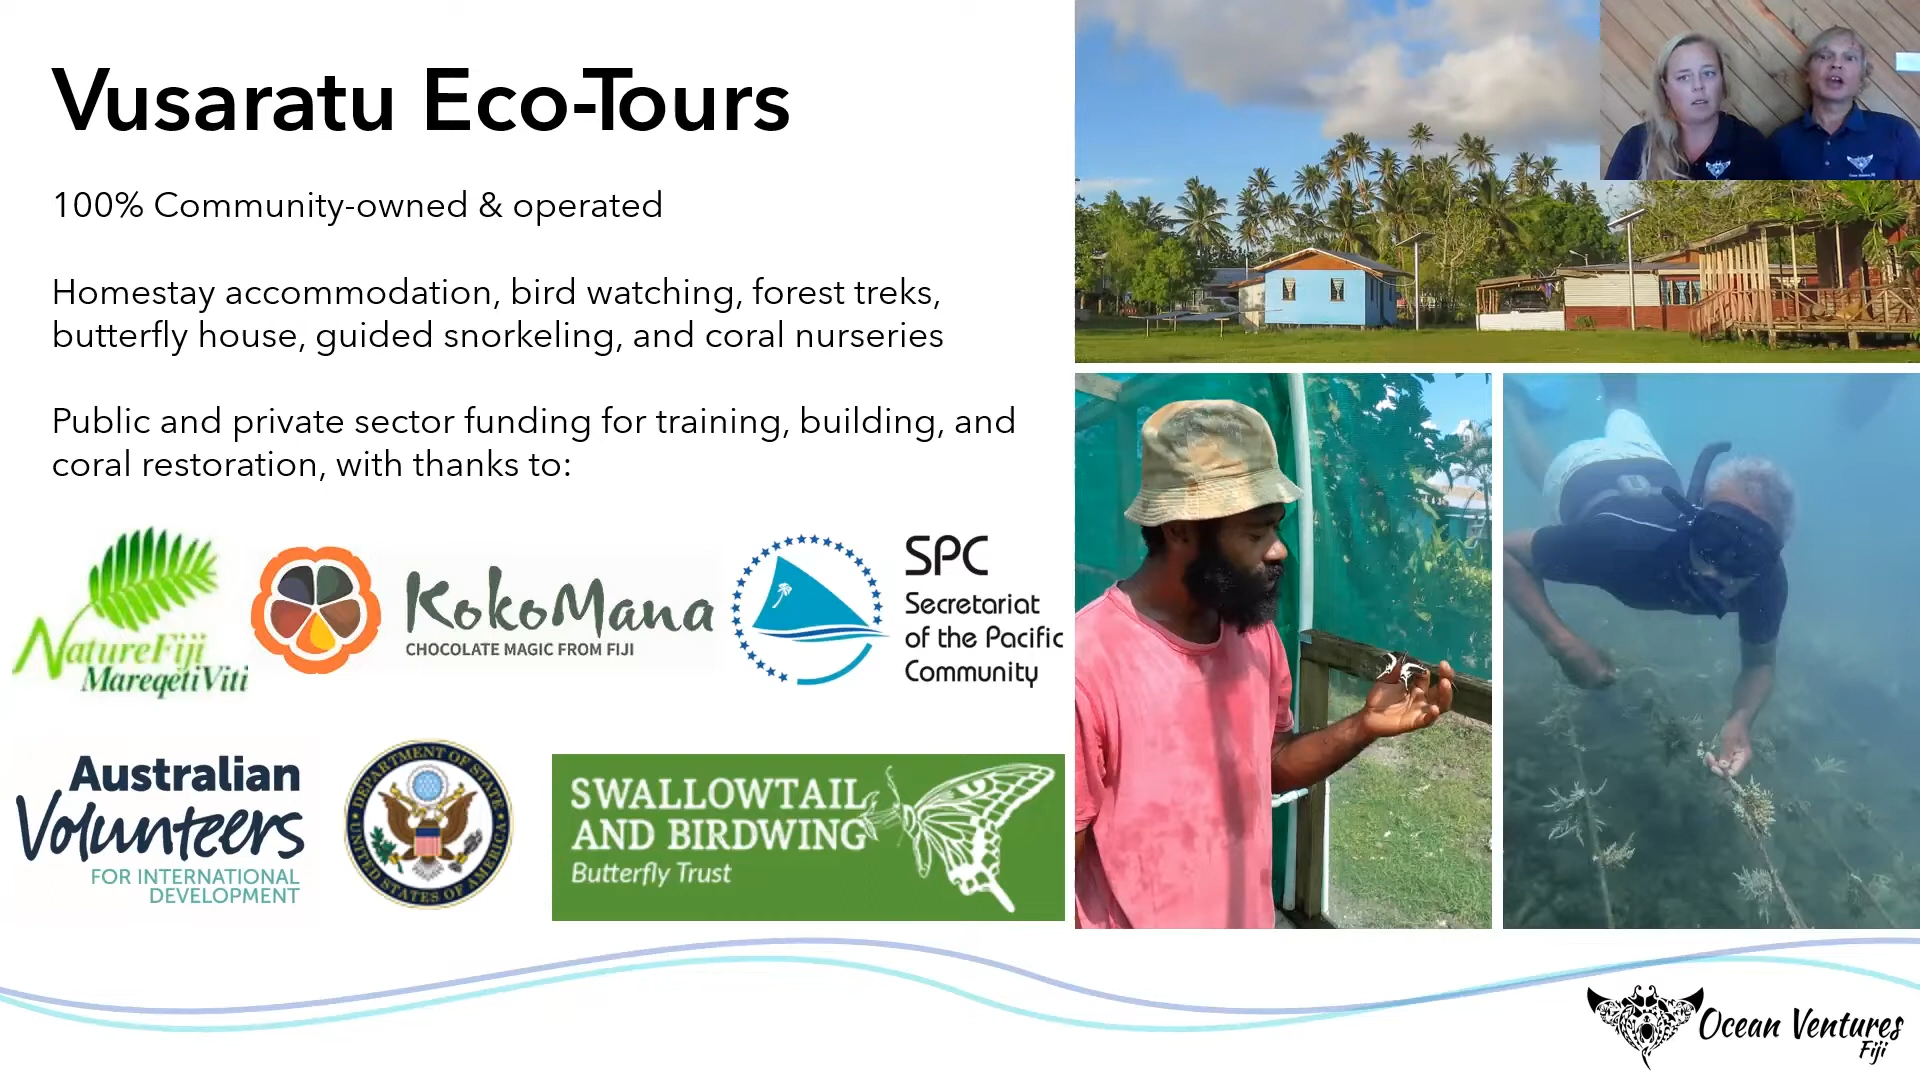 Vusaratu Eco-Tours
100% Community-owned & operated
Homestay accommodation, bird watching, forest treks,
butterfly house, guided snorkeling, and coral nurseries
Public and private sector funding for training, building, and
coral restoration, with thanks to:
NatureFiji
MareqetiViti
KokoMana
CHOCOLATE MAGIC FROM FIJI
SPC
Secretariat
of the Pacific
Community
Australian
Volunteers
FOR INTERNATIONAL
DEVELOPMENT
DEPARTMENT OF STATE
UNITED STATES OF AMERICA
SWALLOWTAIL
AND BIRDWING
Butterfly Trust
Ocean Ventures
Fiji